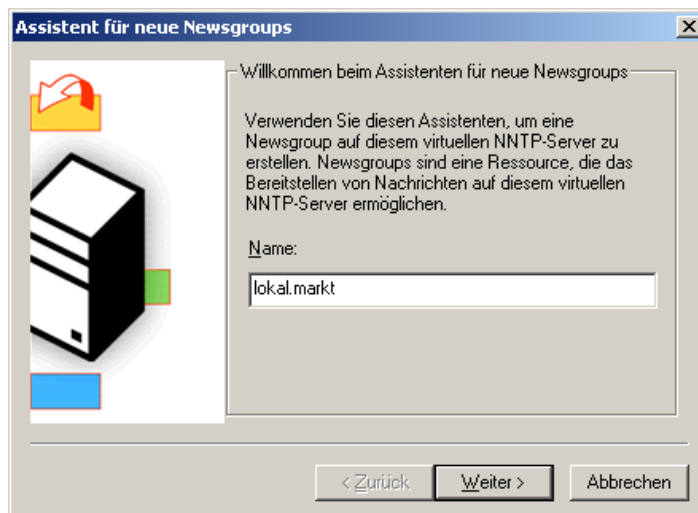 Assistent für neue Newsgroups
Willkommen beim Assistenten für neue Newsgroups
Verwenden Sie diesen Assistenten, um eine
Newsgroup auf diesem virtuellen NNTP-Server zu
erstellen. Newsgroups sind eine Ressource, die das
Bereitstellen von Nachrichten auf diesem virtuellen
NNTP-Server ermöglichen.
Name:
lokal.markt
< Zurück Weiter > Abbrechen